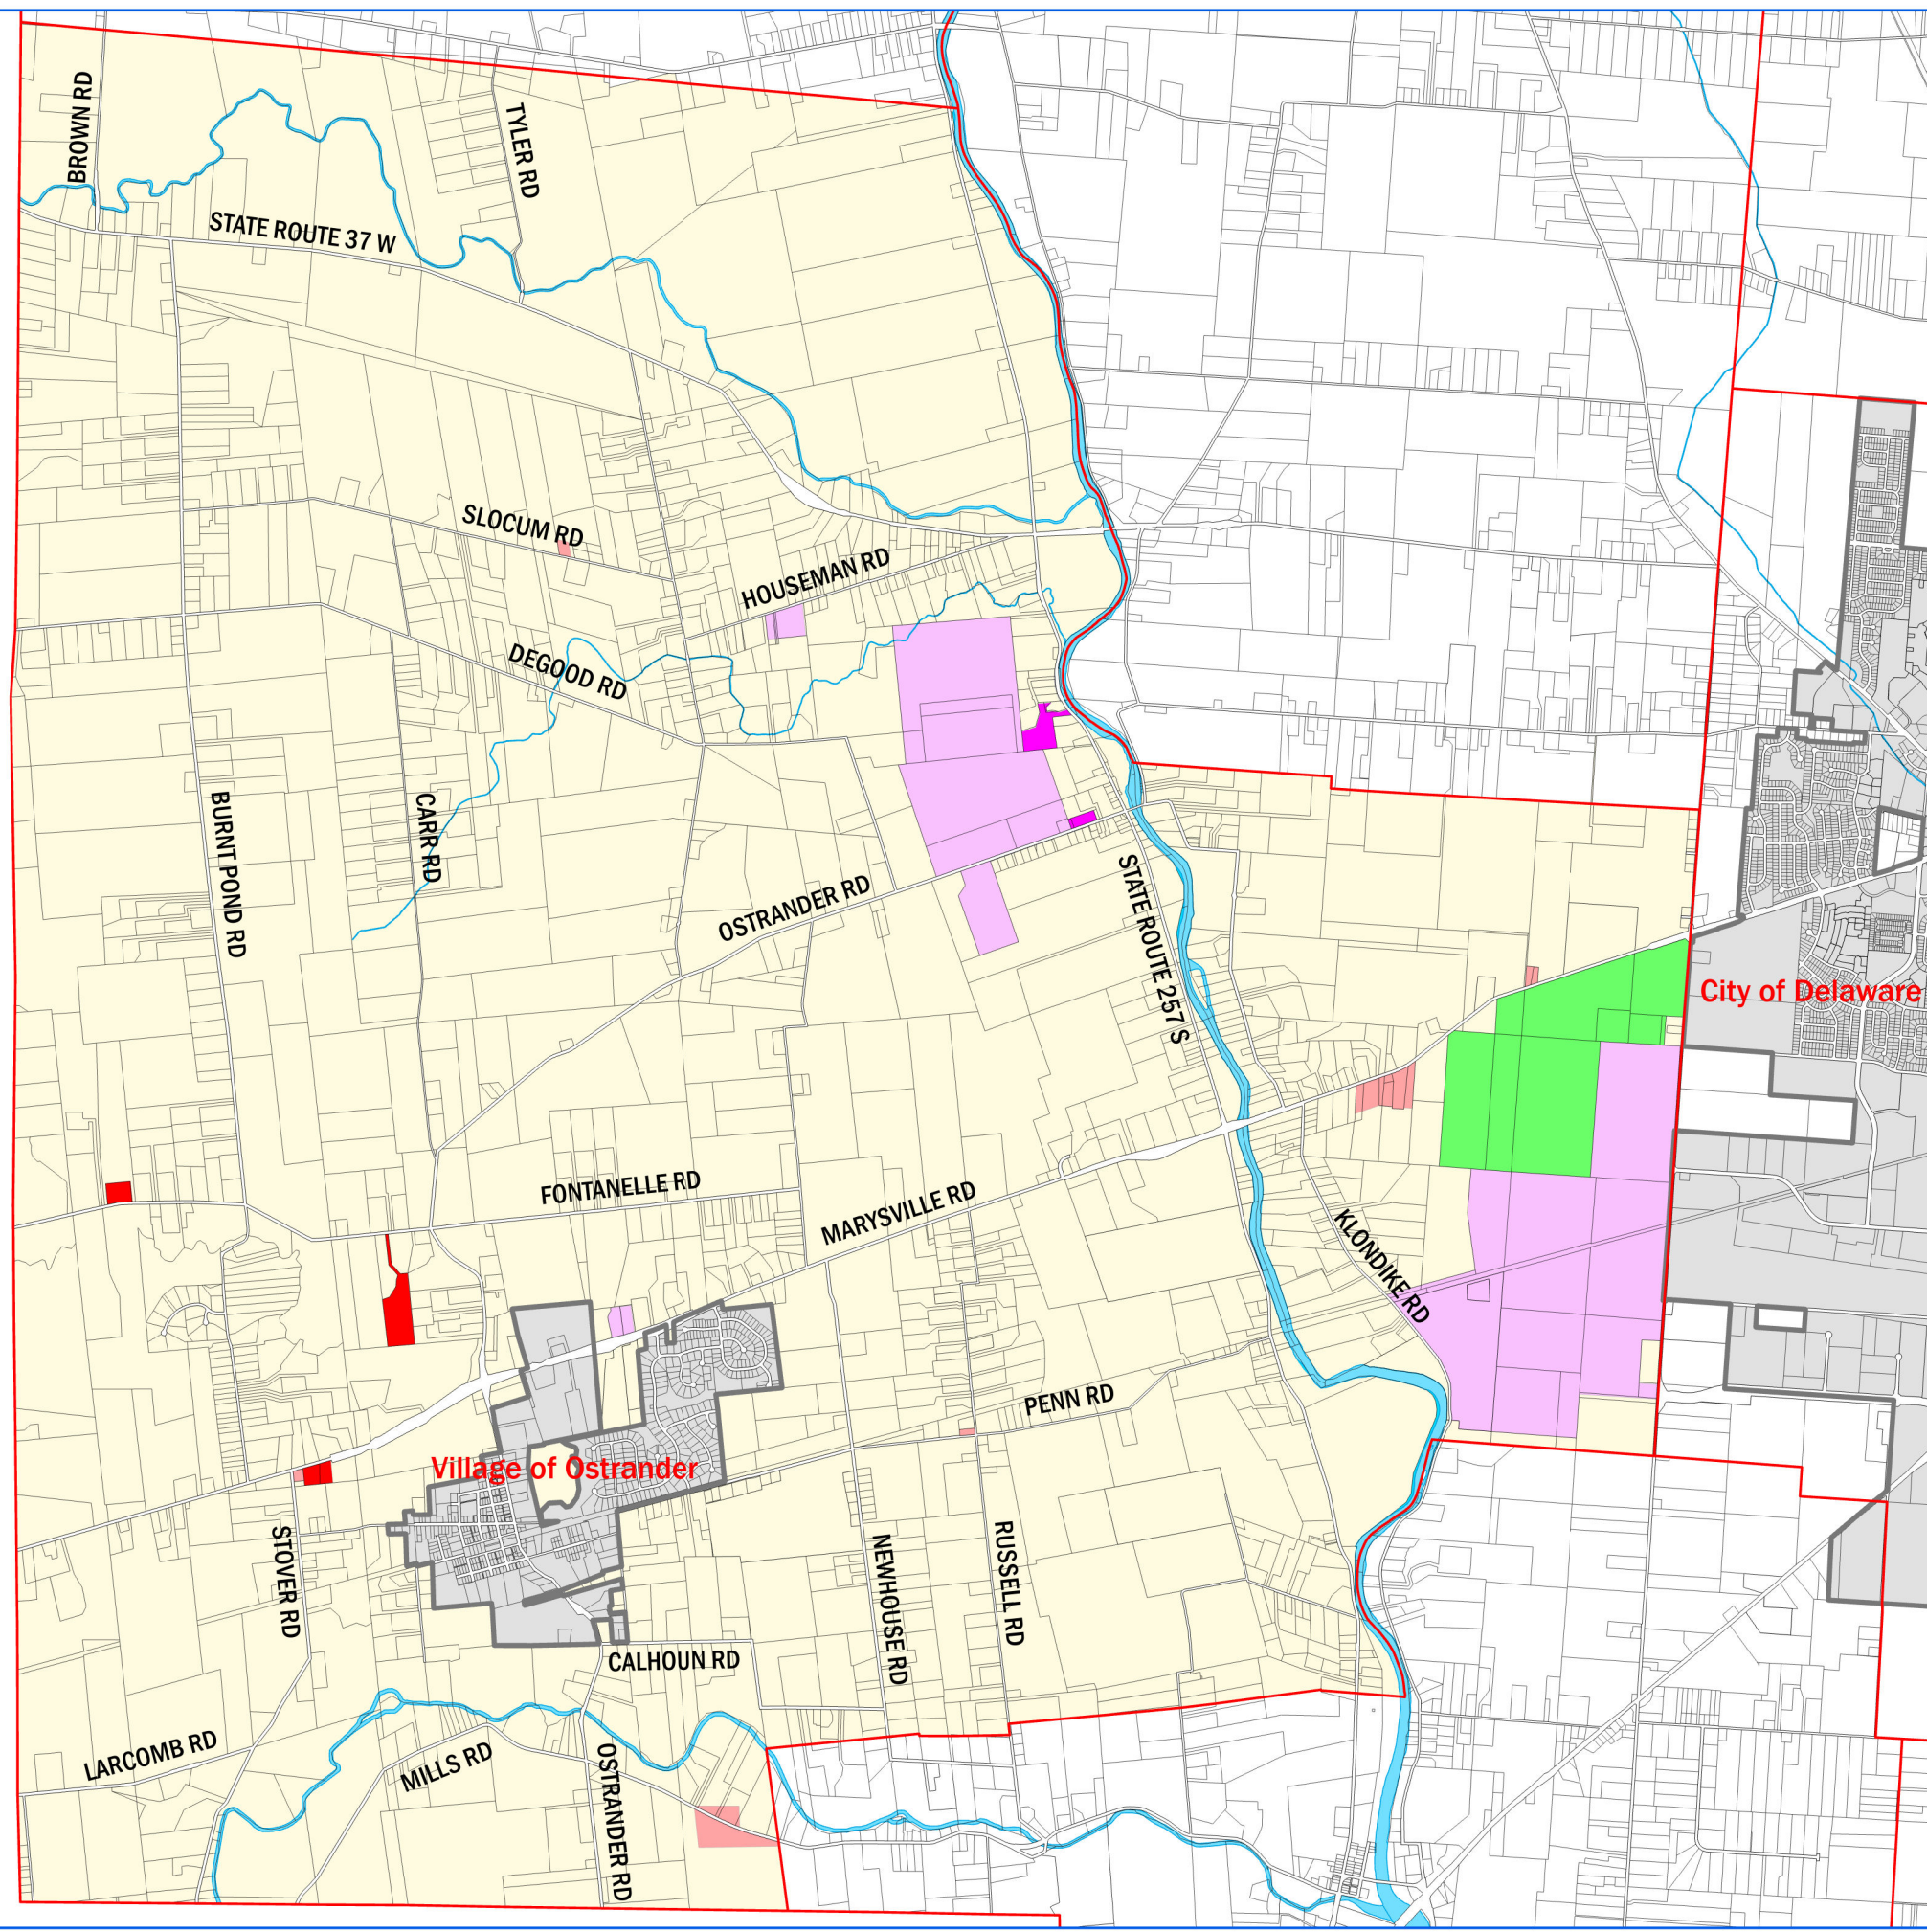 BROWN RD
TYLER RD
STATE ROUTE 37 W
SLOCUM RD
HOUSEMAN RD
DEGOOD RD
BURNT POND RD
CARR RD
OSTRANDER RD
STATE ROUTE 257 S
City of Delaware
FONTANELLE RD
MARYSVILLE RD
KLONDIKE RD
PENN RD
Village of Ostrander
STOVER RD
NEWHOUSE RD
RUSSELL RD
CALHOUN RD
LARCOMB RD
MILLS RD
OSTRANDER RD